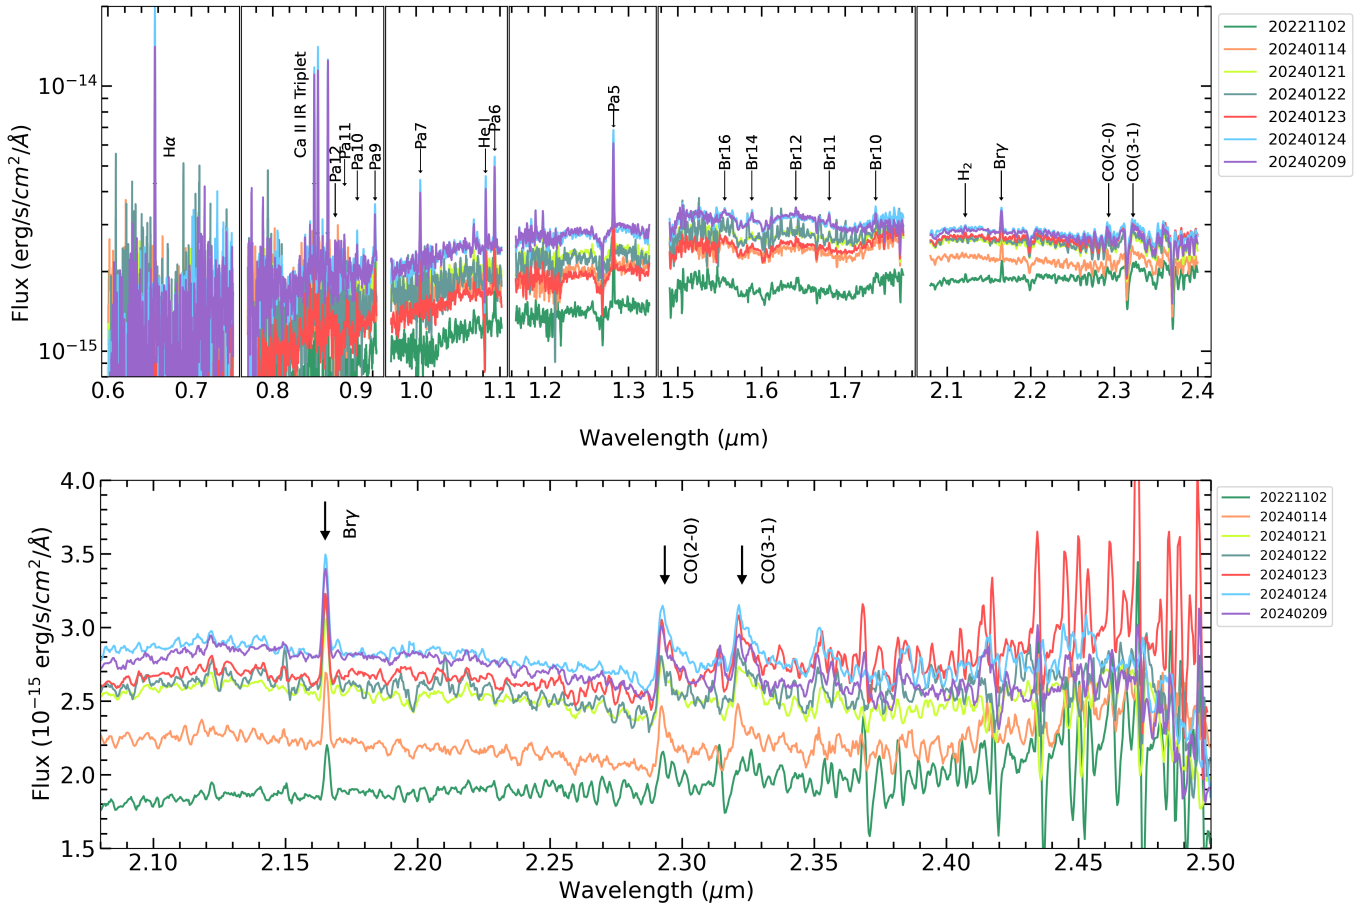 Flux (erg/s/cm²/Å)
10⁻¹⁴
10⁻¹⁵
Hα
Ca II IR Triplet
Pa12
Pa11
Pa10
Pa9
Pa7
He I
Pa6
Pa5
Br16
Br14
Br12
Br11
Br10
H₂
Brγ
CO(2-0)
CO(3-1)
20221102
20240114
20240121
20240122
20240123
20240124
20240209
0.6 0.7 0.8 0.9 1.0 1.1 1.2 1.3 1.5 1.6 1.7 2.1 2.2 2.3 2.4
Wavelength (μm)
Flux (10⁻¹⁵ erg/s/cm²/Å)
4.0
3.5
3.0
2.5
2.0
1.5
Brγ
CO(2-0)
CO(3-1)
20221102
20240114
20240121
20240122
20240123
20240124
20240209
2.10 2.15 2.20 2.25 2.30 2.35 2.40 2.45 2.50
Wavelength (μm)